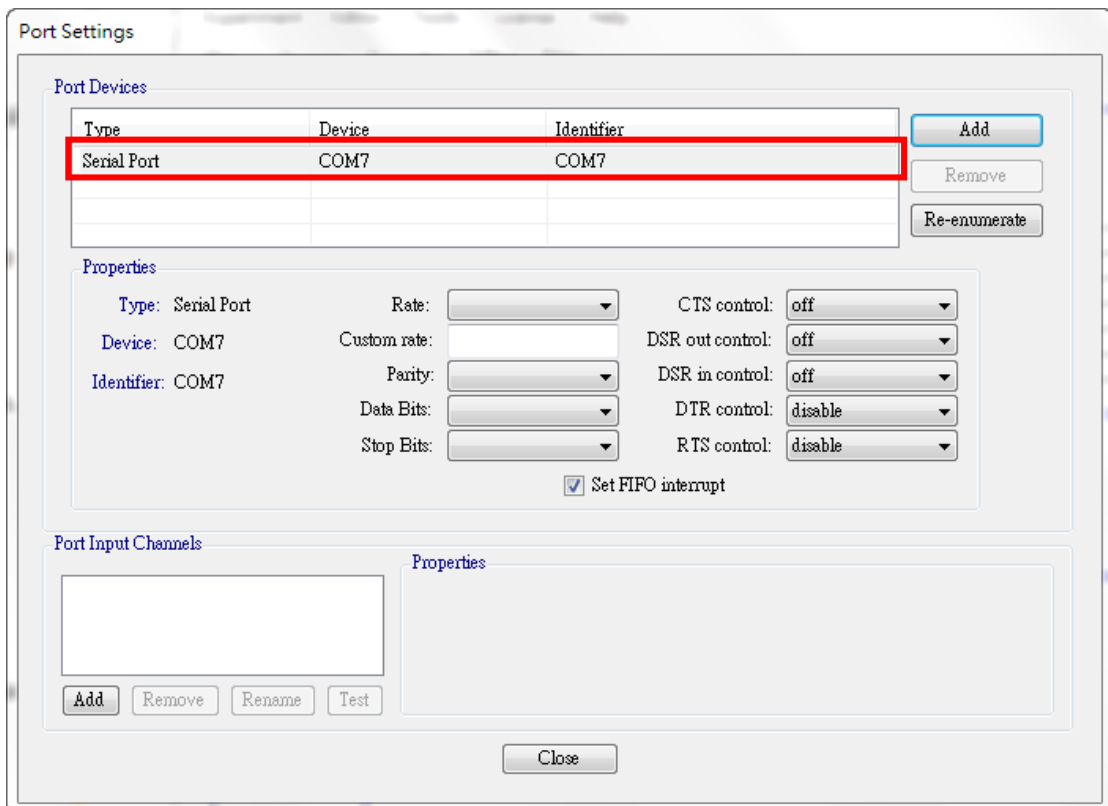 Port Settings
Port Devices
Type Device Identifier
Serial Port COM7 COM7
Add
Remove
Re-enumerate
Properties
Type: Serial Port Rate: CTS control: off
Device: COM7 Custom rate: DSR out control: off
Identifier: COM7 Parity: DSR in control: off
Data Bits: DTR control: disable
Stop Bits: RTS control: disable
Set FIFO interrupt
Port Input Channels
Properties
Add Remove Rename Test
Close